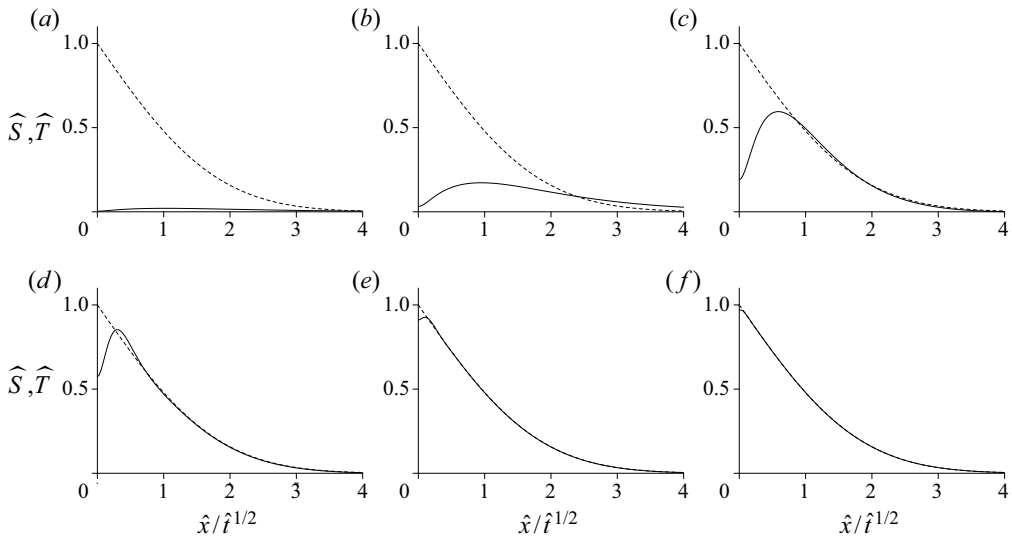 (a) (b) (c)
1.0 1.0 1.0
Ŝ, T̂ 0.5 0.5 0.5
0 1 2 3 4 0 1 2 3 4 0 1 2 3 4
(d) (e) (f)
1.0 1.0 1.0
Ŝ, T̂ 0.5 0.5 0.5
0 1 2 3 4 0 1 2 3 4 0 1 2 3 4
x̂/t̂^{1/2} x̂/t̂^{1/2} x̂/t̂^{1/2}